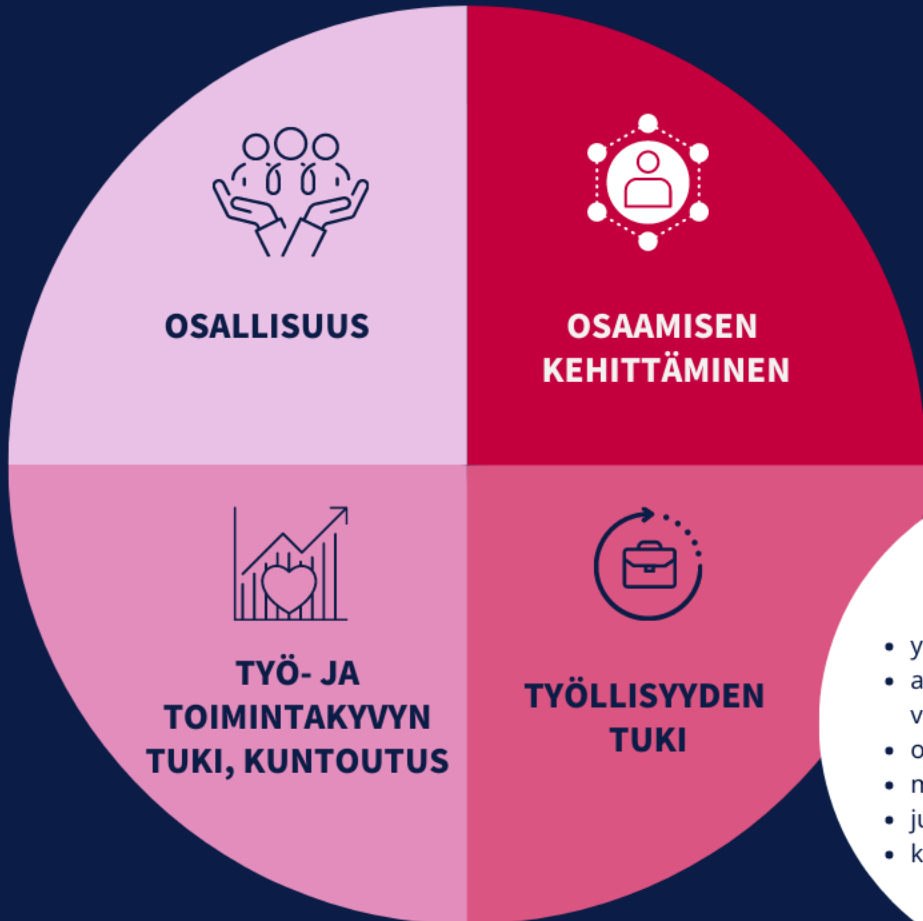 OSALLISUUS
OSAAMISEN
KEHITTÄMINEN
TYÖ- JA
TOIMINTAKYVYN
TUKI, KUNTOUTUS
TYÖLLISYYDEN
TUKI